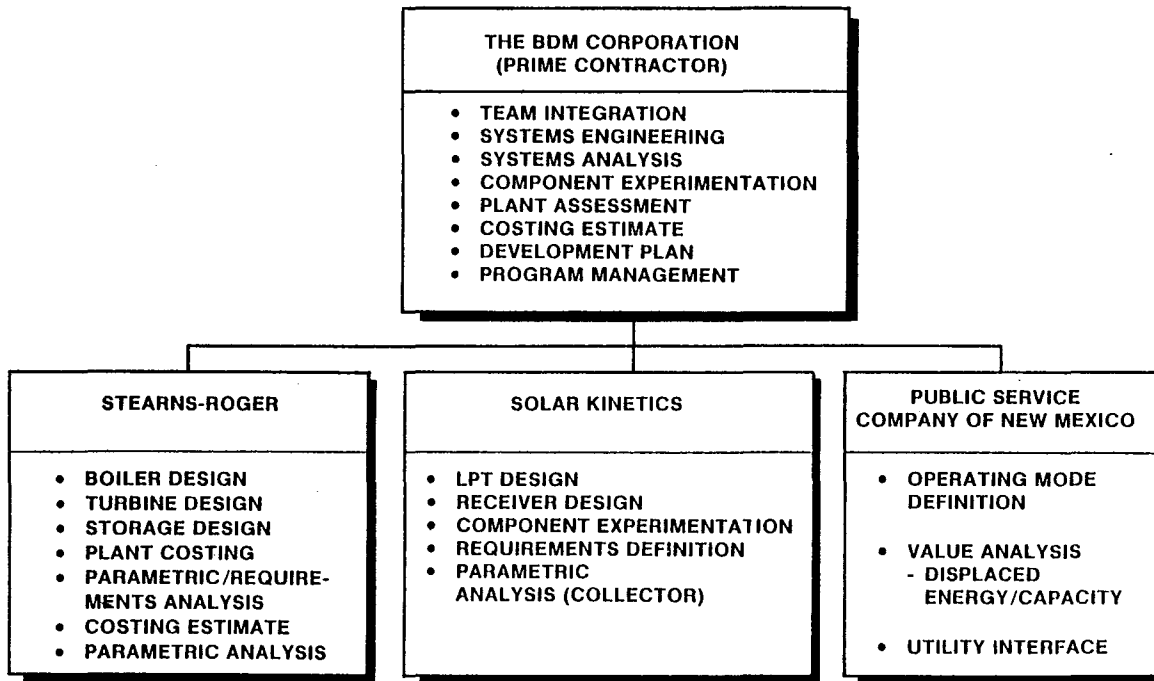 THE BDM CORPORATION
(PRIME CONTRACTOR)
• TEAM INTEGRATION
• SYSTEMS ENGINEERING
• SYSTEMS ANALYSIS
• COMPONENT EXPERIMENTATION
• PLANT ASSESSMENT
• COSTING ESTIMATE
• DEVELOPMENT PLAN
• PROGRAM MANAGEMENT
STEARNS-ROGER
• BOILER DESIGN
• TURBINE DESIGN
• STORAGE DESIGN
• PLANT COSTING
• PARAMETRIC/REQUIRE-
MENTS ANALYSIS
• COSTING ESTIMATE
• PARAMETRIC ANALYSIS
SOLAR KINETICS
• LPT DESIGN
• RECEIVER DESIGN
• COMPONENT EXPERIMENTATION
• REQUIREMENTS DEFINITION
• PARAMETRIC
ANALYSIS (COLLECTOR)
PUBLIC SERVICE
COMPANY OF NEW MEXICO
• OPERATING MODE
DEFINITION
• VALUE ANALYSIS
- DISPLACED
ENERGY/CAPACITY
• UTILITY INTERFACE